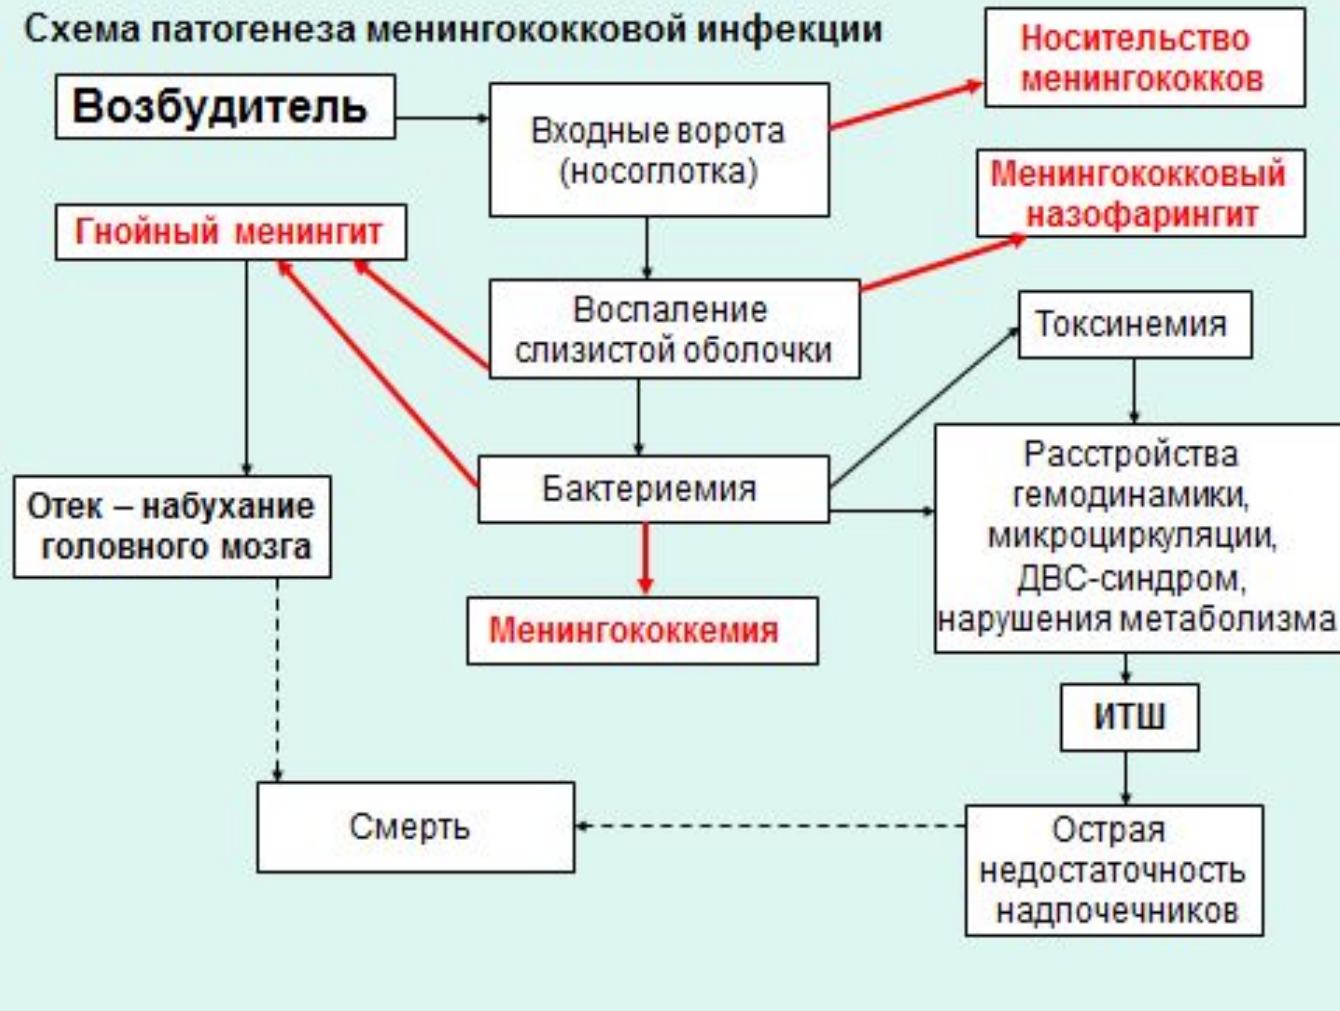 Схема патогенеза менингококковой инфекции
Носительство
менингококков
Возбудитель
Входные ворота
(носоглотка)
Менингококковый
назофарингит
Гнойный менингит
Воспаление
слизистой оболочки
Токсинемия
Бактериемия
Расстройства
гемодинамики,
микроциркуляции,
ДВС-синдром,
нарушения метаболизма
Отек – набухание
головного мозга
Менингококкемия
ИТШ
Смерть
Острая
недостаточность
надпочечников